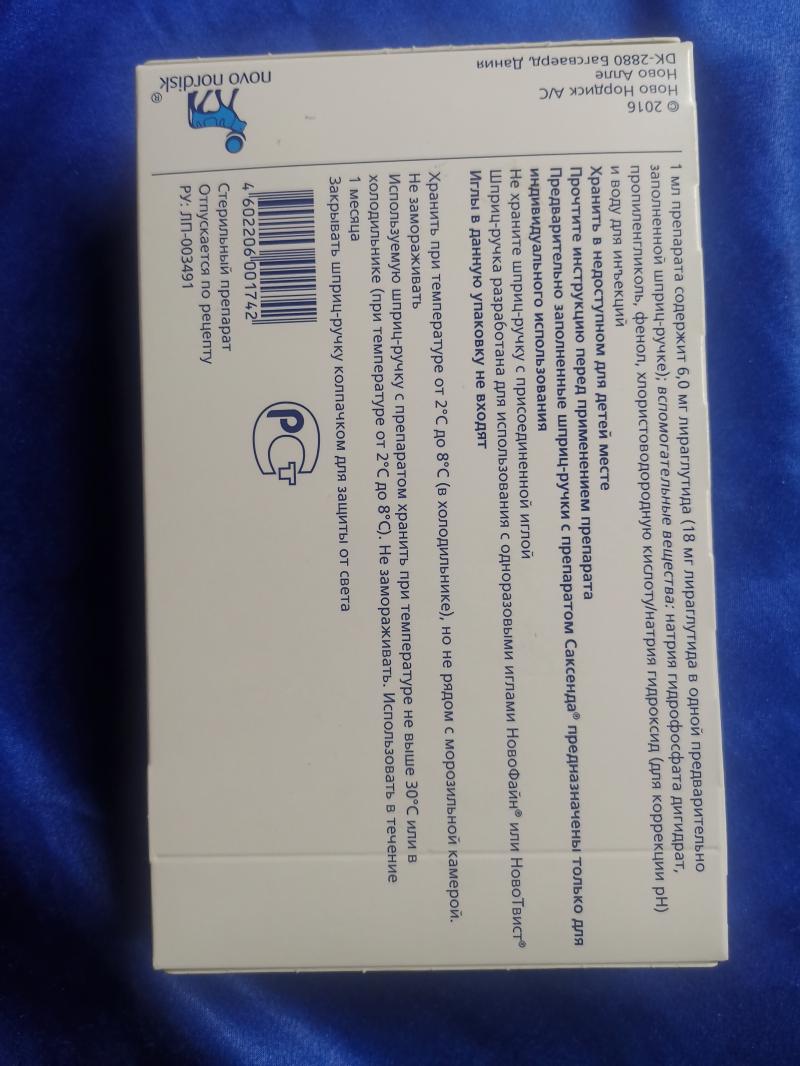 1 мл препарата содержит 6,0 мг лираглутида (18 мг лираглутида в одной предварительно
заполненной шприц-ручке); вспомогательные вещества: натрия гидрофосфата дигидрат,
пропиленгликоль, фенол, хлористоводородную кислоту/натрия гидроксид (для коррекции pH)
и воду для инъекций
Хранить в недоступном для детей месте
Прочтите инструкцию перед применением препарата
Предварительно заполненные шприц-ручки с препаратом Саксенда® предназначены только для
индивидуального использования
Не храните шприц-ручку с присоединенной иглой
Шприц-ручка разработана для использования с одноразовыми иглами НовоФайн® или НовоТвист®
Иглы в данную упаковку не входят
Хранить при температуре от 2°C до 8°C (в холодильнике), но не рядом с морозильной камерой.
Не замораживать
Используемую шприц-ручку с препаратом хранить при температуре не выше 30°C или в
холодильнике (при температуре от 2°C до 8°C). Не замораживать. Использовать в течение
1 месяца
Закрывать шприц-ручку колпачком для защиты от света
4 602206 001742
Стерильный препарат
Отпускается по рецепту
РУ: ЛП-003491
РСТ
© 2016
Ново Нордиск А/С
Ново Алле
DK-2880 Багсваерд, Дания
novo nordisk ®